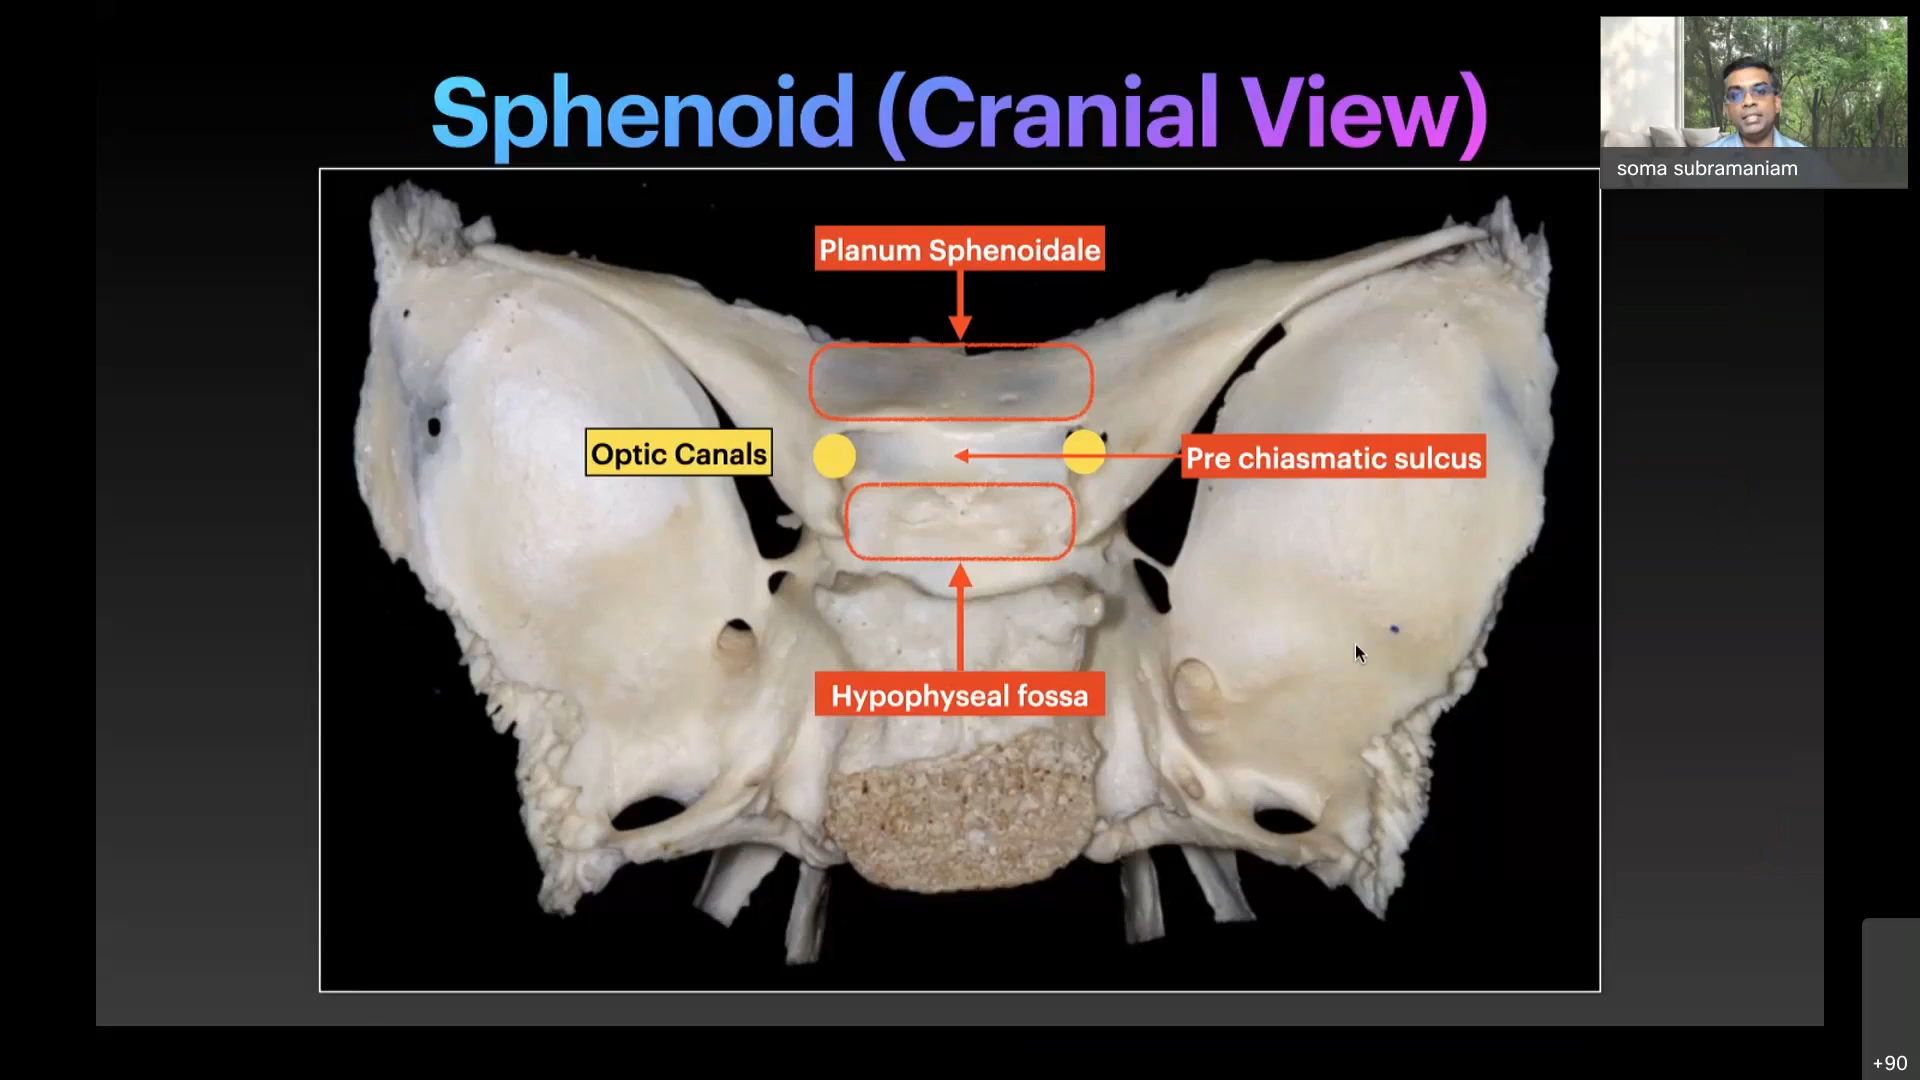 Sphenoid (Cranial View)
soma subramaniam
Planum Sphenoidale
Optic Canals
Pre chiasmatic sulcus
Hypophyseal fossa
+90